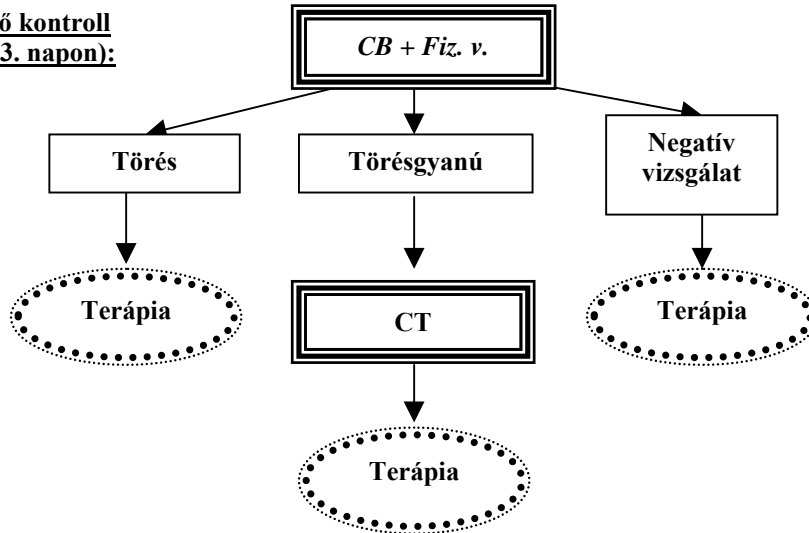 ő kontroll
3. napon):
CB + Fiz. v.
Törés
Törésgyanú
Negatív
vizsgálat
Terápia
CT
Terápia
Terápia